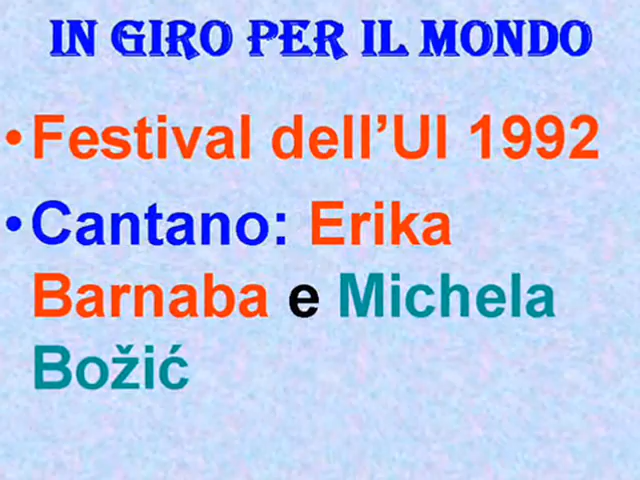 IN GIRO PER IL MONDO
•Festival dell’UI 1992
•Cantano: Erika
Barnaba e Michela
Božić